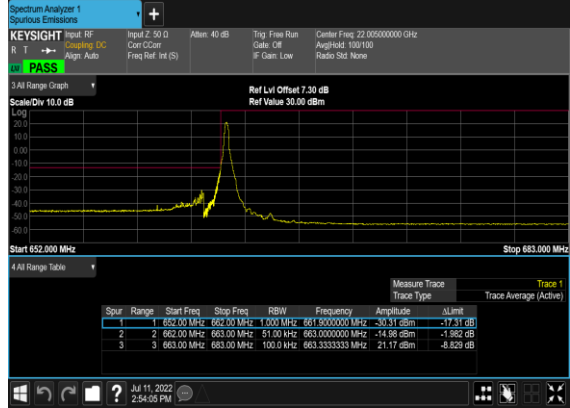 Spectrum Analyzer 1
Spurious Emissions
KEYSIGHT
R T
LU PASS
Input: RF
Coupling: DC
Align: Auto
Input Z: 50 Ω
Corr CCorr
Freq Ref: Int (S)
Atten: 40 dB
Trig: Free Run
Gate: Off
IF Gain: Low
Center Freq: 22.005000000 GHz
Avg|Hold: 100/100
Radio Std: None
3 All Range Graph
Scale/Div 10.0 dB
Ref Lvl Offset 7.30 dB
Ref Value 30.00 dBm
Log
20.0
10.0
0.00
-10.0
-20.0
-30.0
-40.0
-50.0
-60.0
Start 652.000 MHz
Stop 683.000 MHz
4 All Range Table
Measure Trace Trace 1
Trace Type Trace Average (Active)
Spur Range Start Freq Stop Freq RBW Frequency Amplitude ΔLimit
1 1 652.00 MHz 662.00 MHz 1.000 MHz 661.9000000 MHz -30.31 dBm -17.31 dB
2 2 662.00 MHz 663.00 MHz 51.00 kHz 663.0000000 MHz -14.98 dBm -1.982 dB
3 3 663.00 MHz 683.00 MHz 100.0 kHz 663.3333333 MHz 21.17 dBm -8.829 dB
?
Jul 11, 2022
2:54:05 PM